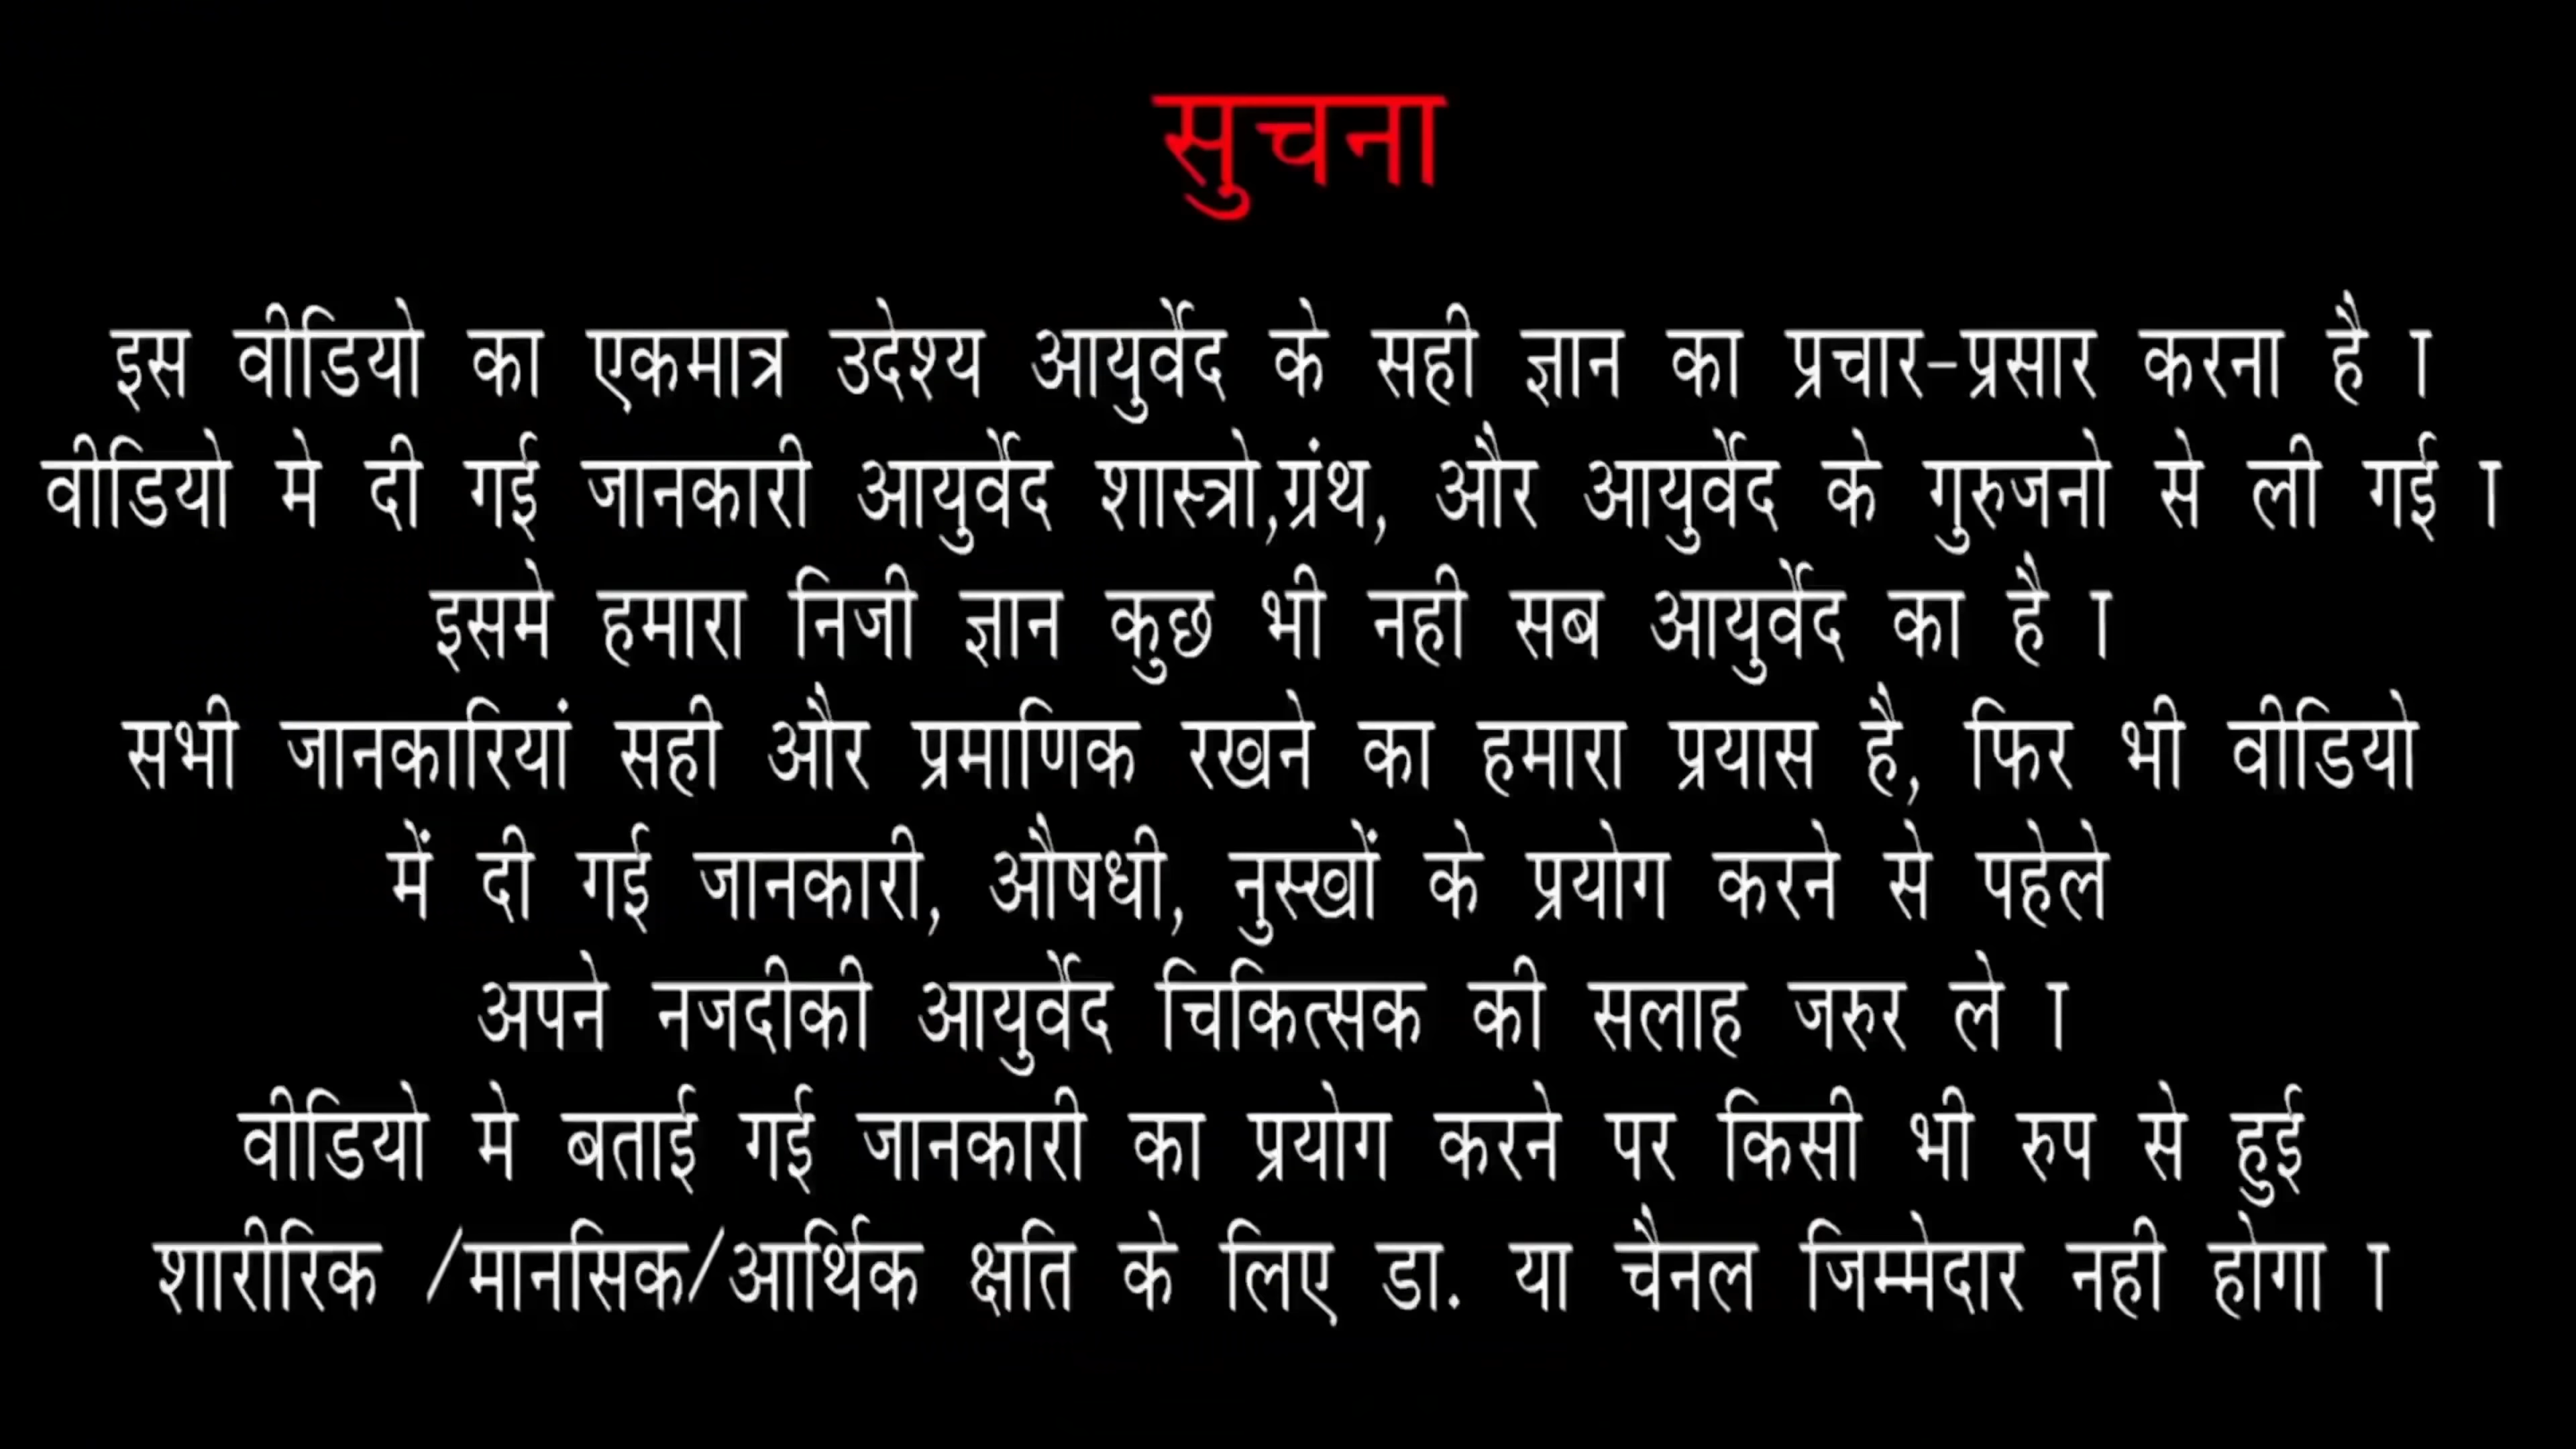 सुचना
इस वीडियो का एकमात्र उदेश्य आयुर्वेद के सही ज्ञान का प्रचार-प्रसार करना है ा
वीडियो मे दी गई जानकारी आयुर्वेद शास्त्रो,ग्रंथ, और आयुर्वेद के गुरुजनो से ली गई ा
इसमे हमारा निजी ज्ञान कुछ भी नही सब आयुर्वेद का है ा
सभी जानकारियां सही और प्रमाणिक रखने का हमारा प्रयास है, फिर भी वीडियो
में दी गई जानकारी, औषधी, नुस्खों के प्रयोग करने से पहेले
अपने नजदीकी आयुर्वेद चिकित्सक की सलाह जरुर ले ा
वीडियो मे बताई गई जानकारी का प्रयोग करने पर किसी भी रुप से हुई
शारीरिक /मानसिक/आर्थिक क्षति के लिए डा. या चैनल जिम्मेदार नही होगा ा